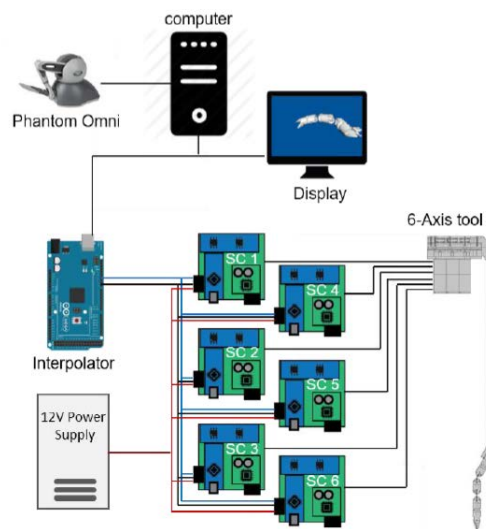 computer
Phantom Omni
Display
6-Axis tool
SC 1
SC 4
SC 2
SC 5
SC 3
SC 6
Interpolator
12V Power
Supply